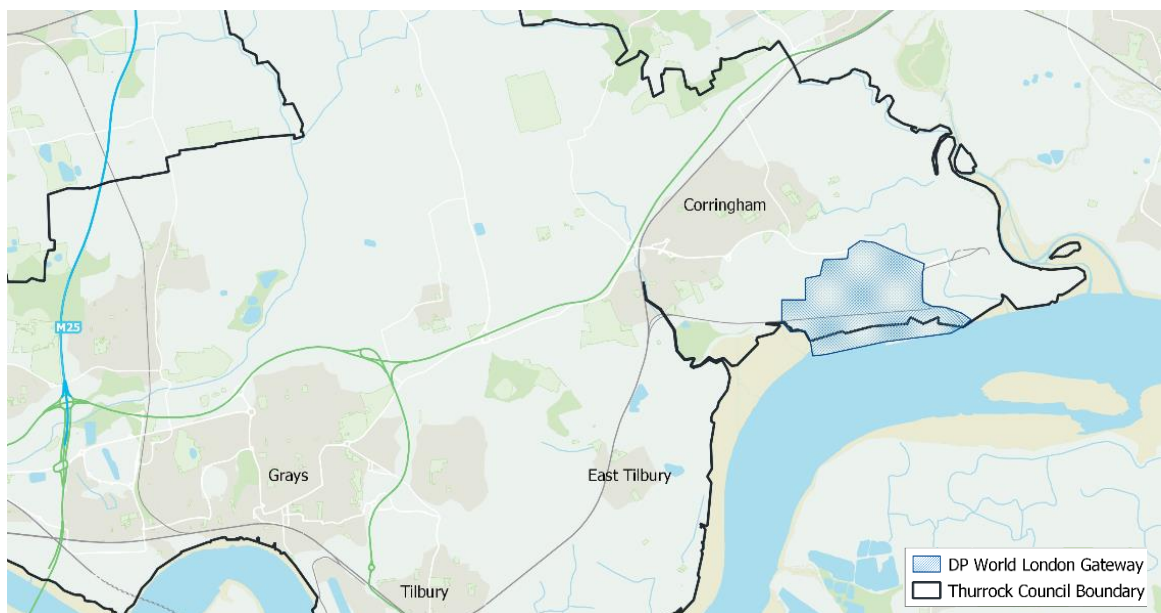 Corringham
M25
Grays
East Tilbury
Tilbury
DP World London Gateway
Thurrock Council Boundary